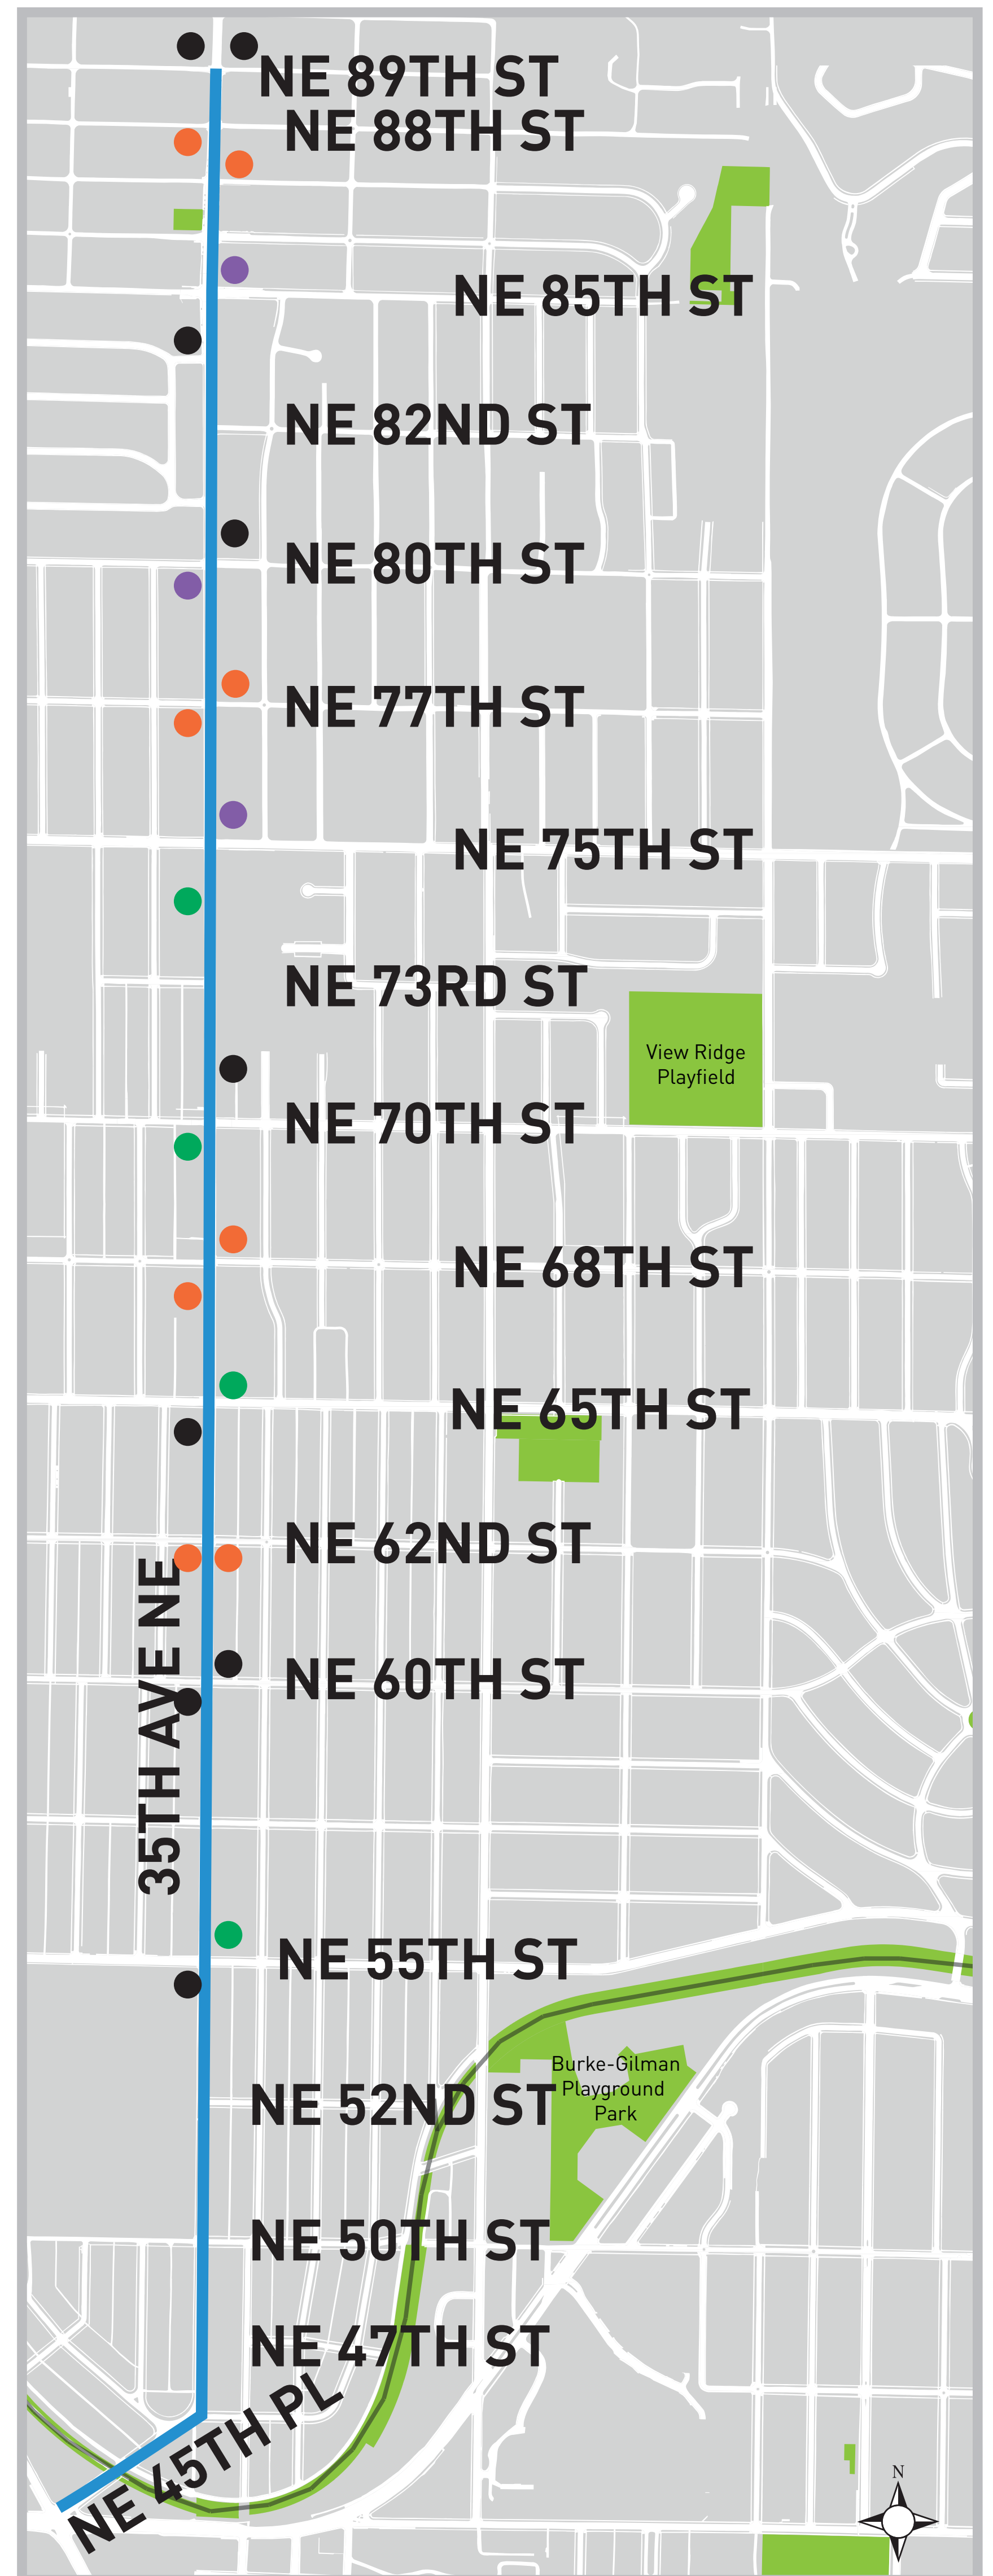 NE 89TH ST
NE 88TH ST
NE 85TH ST
NE 82ND ST
NE 80TH ST
NE 77TH ST
NE 75TH ST
NE 73RD ST
View Ridge
Playfield
NE 70TH ST
NE 68TH ST
NE 65TH ST
NE 62ND ST
35TH AVE NE
NE 60TH ST
NE 55TH ST
Burke-Gilman
Playground
Park
NE 52ND ST
NE 50TH ST
NE 47TH ST
NE 45TH PL
N